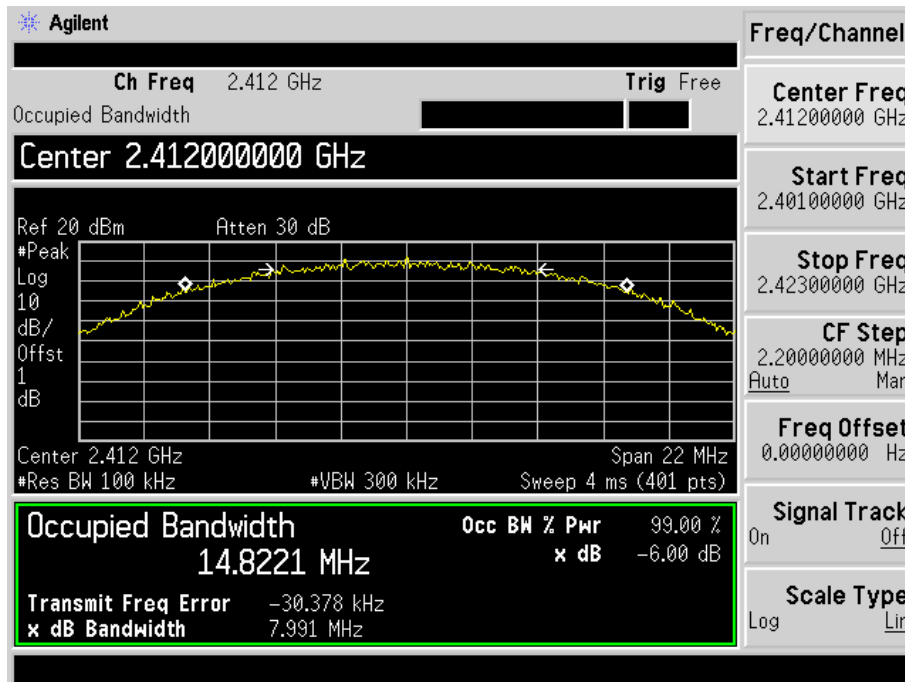 Agilent
Freq/Channel
Ch Freq 2.412 GHz Trig Free
Occupied Bandwidth
Center 2.412000000 GHz
Ref 20 dBm Atten 30 dB
#Peak
Log
10
dB/
Offst
1
dB
Center 2.412 GHz Span 22 MHz
#Res BW 100 kHz #VBW 300 kHz Sweep 4 ms (401 pts)
Occupied Bandwidth
14.8221 MHz
Occ BW % Pwr 99.00 %
x dB -6.00 dB
Transmit Freq Error -30.378 kHz
x dB Bandwidth 7.991 MHz
Center Freq
2.41200000 GHz
Start Freq
2.40100000 GHz
Stop Freq
2.42300000 GHz
CF Step
2.20000000 MHz
Auto Man
Freq Offset
0.00000000 Hz
Signal Track
On Off
Scale Type
Log Lin